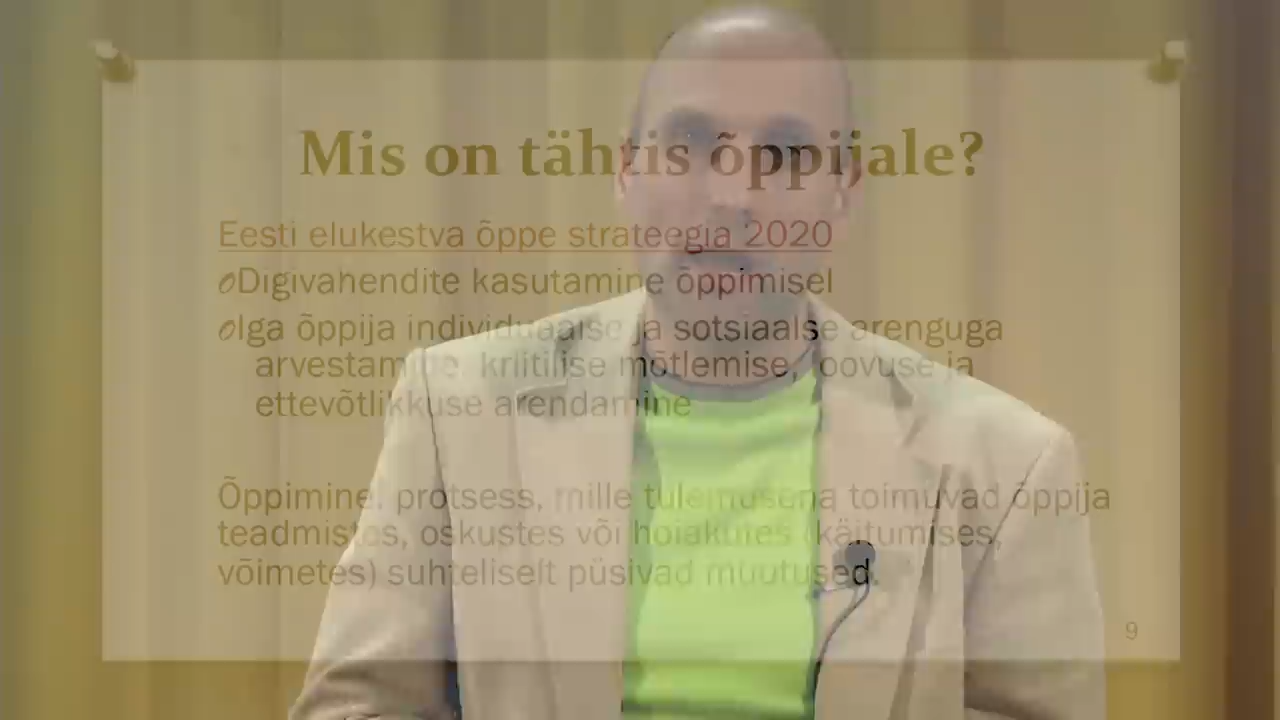 Mis on tähtis õppijale?
Eesti elukestva õppe strateegia 2020
Digivahendite kasutamine õppimisel
Iga õppija individuaalse ja sotsiaalse arenguga
arvestamine, kriitilise mõtlemise, loovuse ja
ettevõtlikkuse arendamine
Õppimine, protsess, mille tulemusena toimuvad õppija
teadmistes, oskustes või hoiakutes (käitumises,
võimetes) suhteliselt püsivad muutused.
9